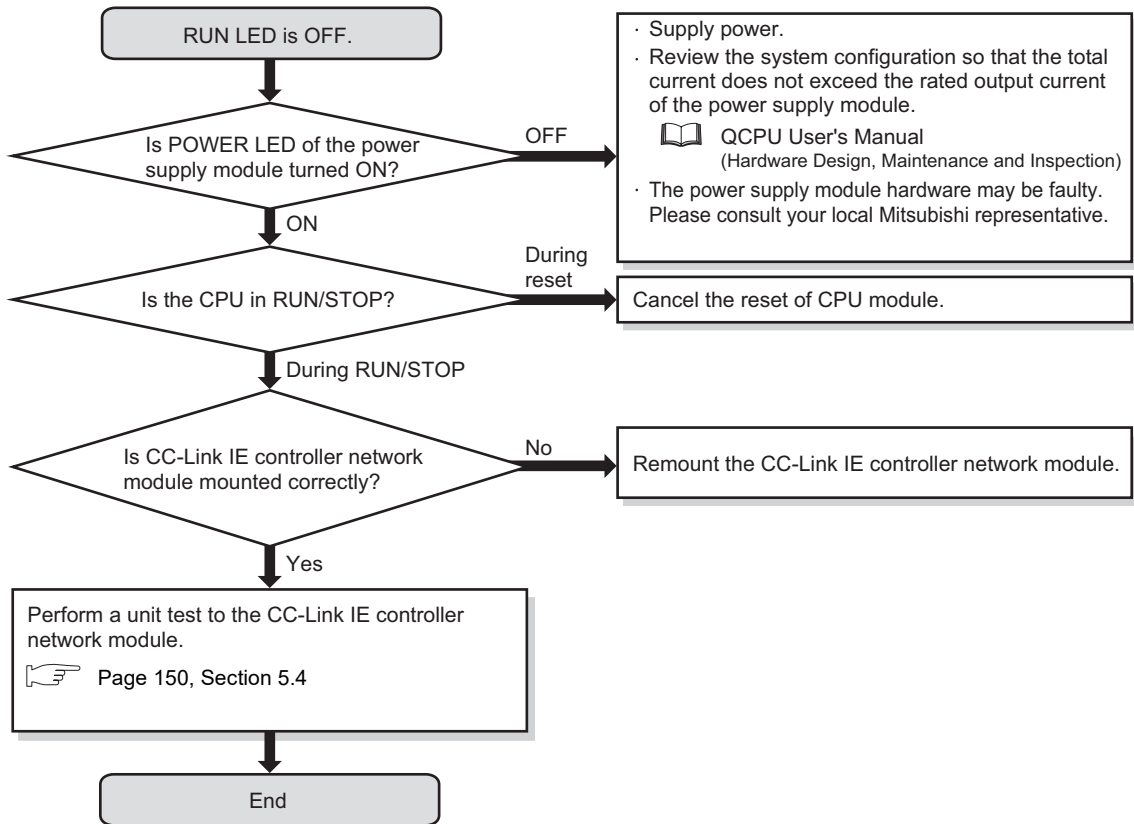 RUN LED is OFF.
Is POWER LED of the power
supply module turned ON?
OFF
· Supply power.
· Review the system configuration so that the total
current does not exceed the rated output current
of the power supply module.
QCPU User's Manual
(Hardware Design, Maintenance and Inspection)
· The power supply module hardware may be faulty.
Please consult your local Mitsubishi representative.
ON
Is the CPU in RUN/STOP?
During
reset
Cancel the reset of CPU module.
During RUN/STOP
Is CC-Link IE controller network
module mounted correctly?
No
Remount the CC-Link IE controller network module.
Yes
Perform a unit test to the CC-Link IE controller
network module.
Page 150, Section 5.4
End